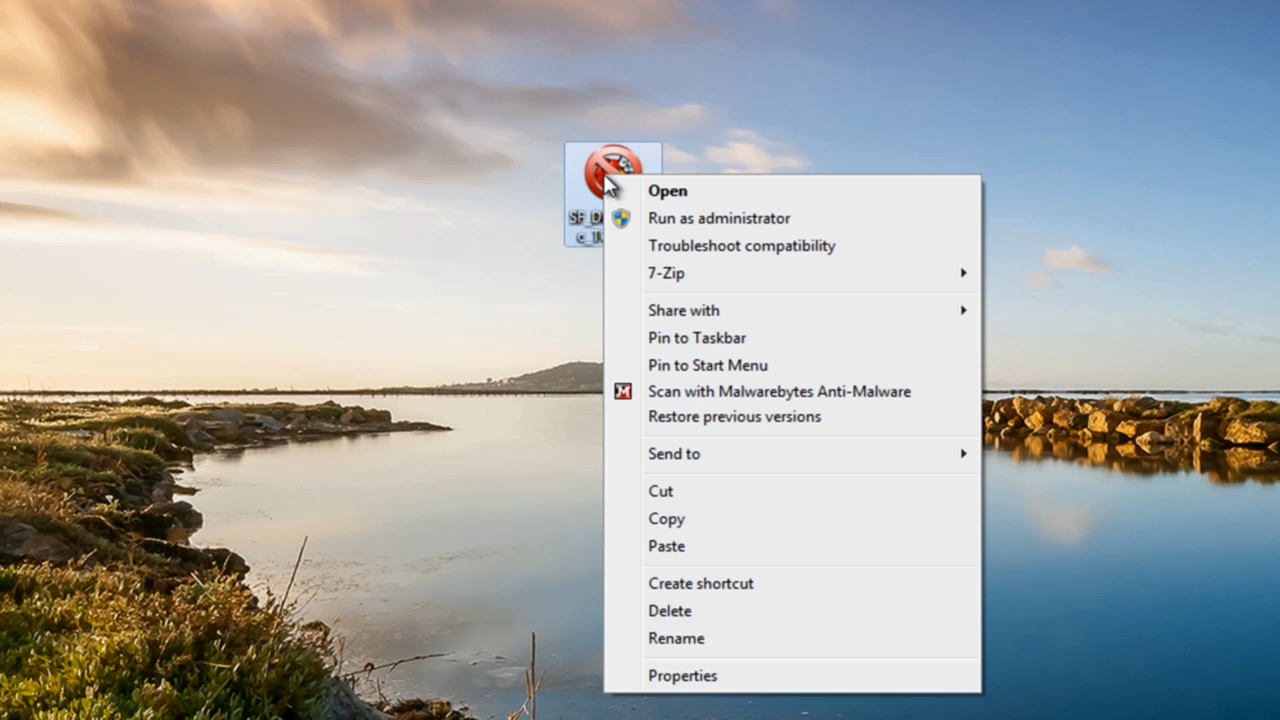 Open
Run as administrator
Troubleshoot compatibility
7-Zip
Share with
Pin to Taskbar
Pin to Start Menu
Scan with Malwarebytes Anti-Malware
Restore previous versions
Send to
Cut
Copy
Paste
Create shortcut
Delete
Rename
Properties